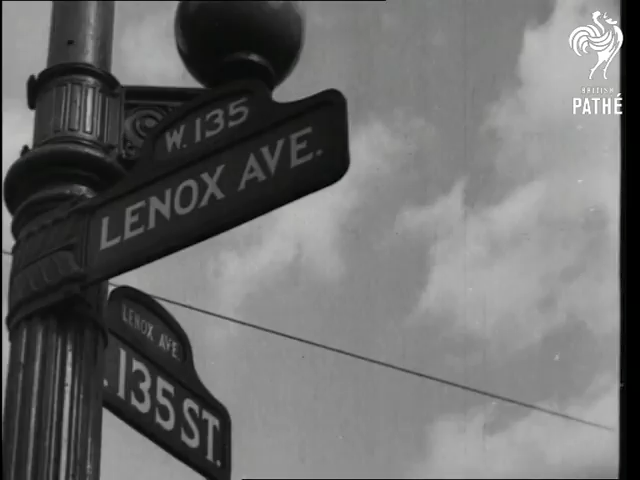 W. 135
LENOX AVE.
LENOX AVE.
. 135 ST.
BRITISH
PATHÉ